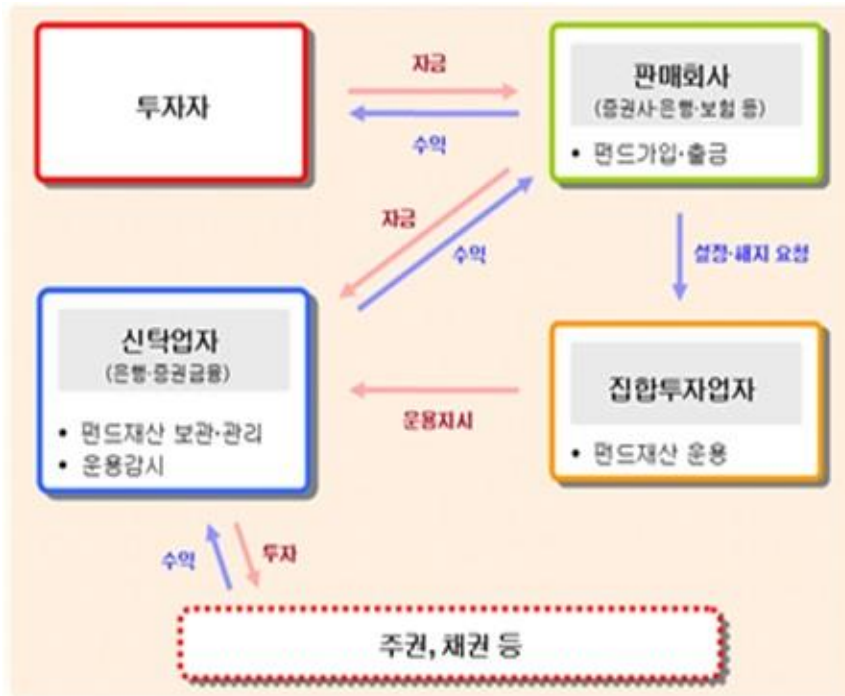 투자자
자금
수익
판매회사
(증권사·은행·보험 등)
• 펀드가입·출금
자금
수익
설정·해지 요청
신탁업자
(은행·증권금융)
• 펀드재산 보관·관리
• 운용감시
운용지시
집합투자업자
• 펀드재산 운용
수익
투자
주권, 채권 등